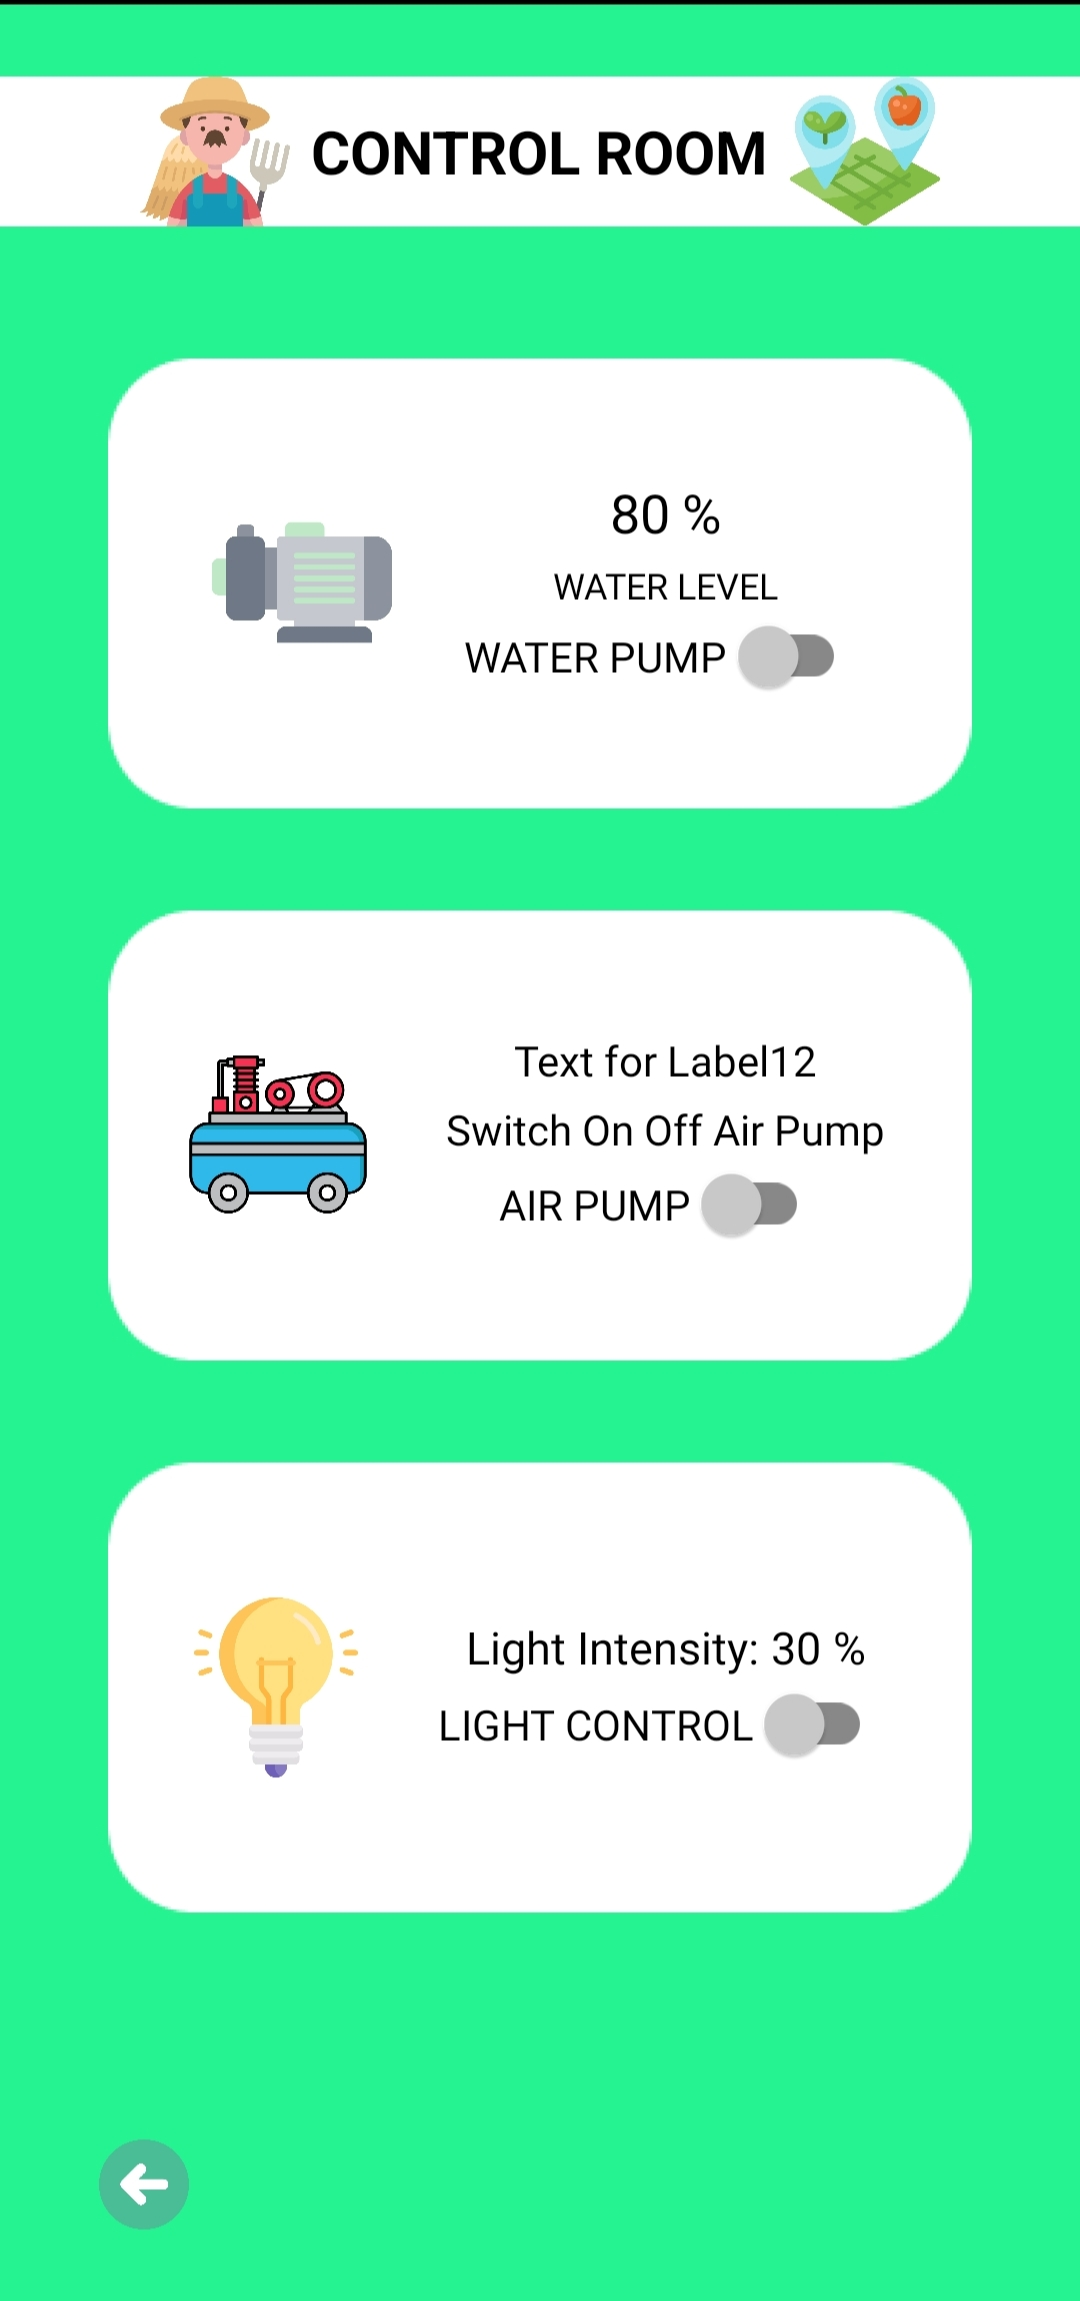 CONTROL ROOM
80 %
WATER LEVEL
WATER PUMP
Text for Label12
Switch On Off Air Pump
AIR PUMP
Light Intensity: 30 %
LIGHT CONTROL